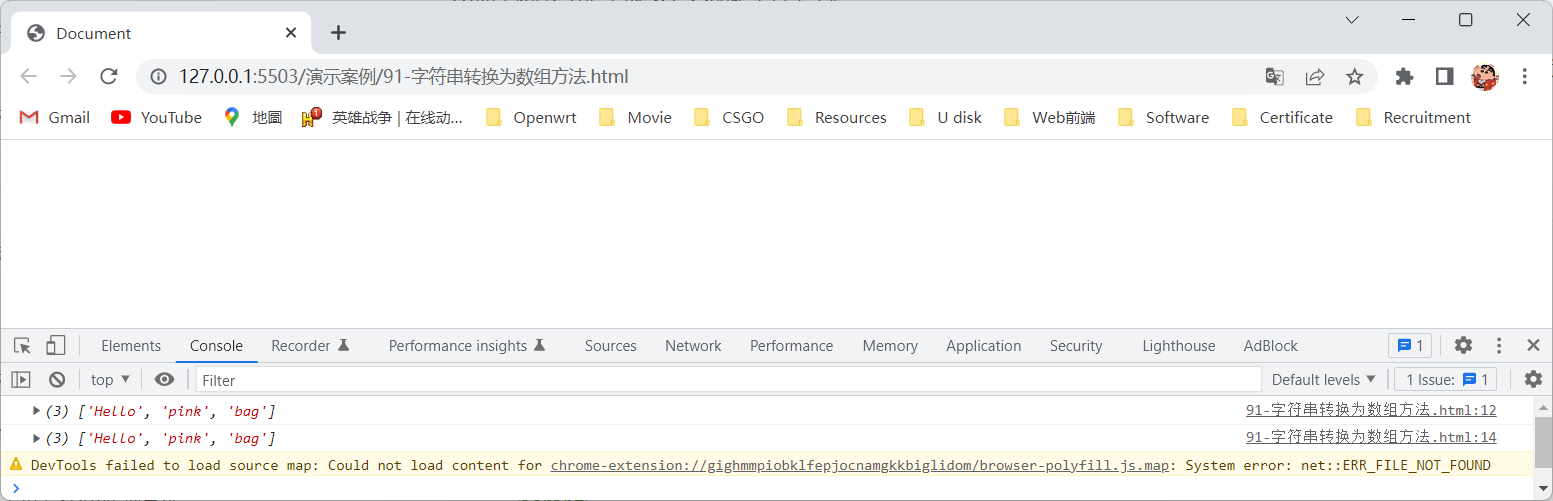 Document
127.0.0.1:5503/演示案例/91-字符串转换为数组方法.html
Gmail YouTube 地圖 英雄战争 | 在线动... Openwrt Movie CSGO Resources U disk Web前端 Software Certificate Recruitment
Elements Console Recorder Performance insights Sources Network Performance Memory Application Security Lighthouse AdBlock 1
top Filter Default levels 1 Issue: 1
(3) ['Hello', 'pink', 'bag'] 91-字符串转换为数组方法.html:12
(3) ['Hello', 'pink', 'bag'] 91-字符串转换为数组方法.html:14
DevTools failed to load source map: Could not load content for chrome-extension://gighmmpiobklfepjocnamgkkbiglidom/browser-polyfill.js.map: System error: net::ERR_FILE_NOT_FOUND